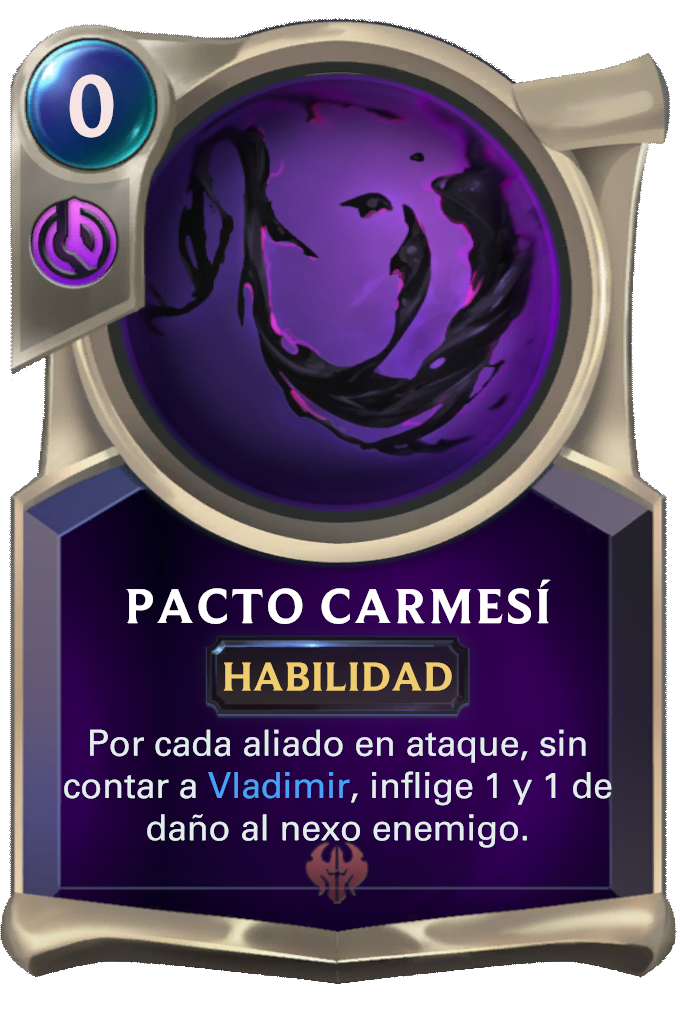 0
PACTO CARMESÍ
HABILIDAD
Por cada aliado en ataque, sin
contar a Vladimir, inflige 1 y 1 de
daño al nexo enemigo.